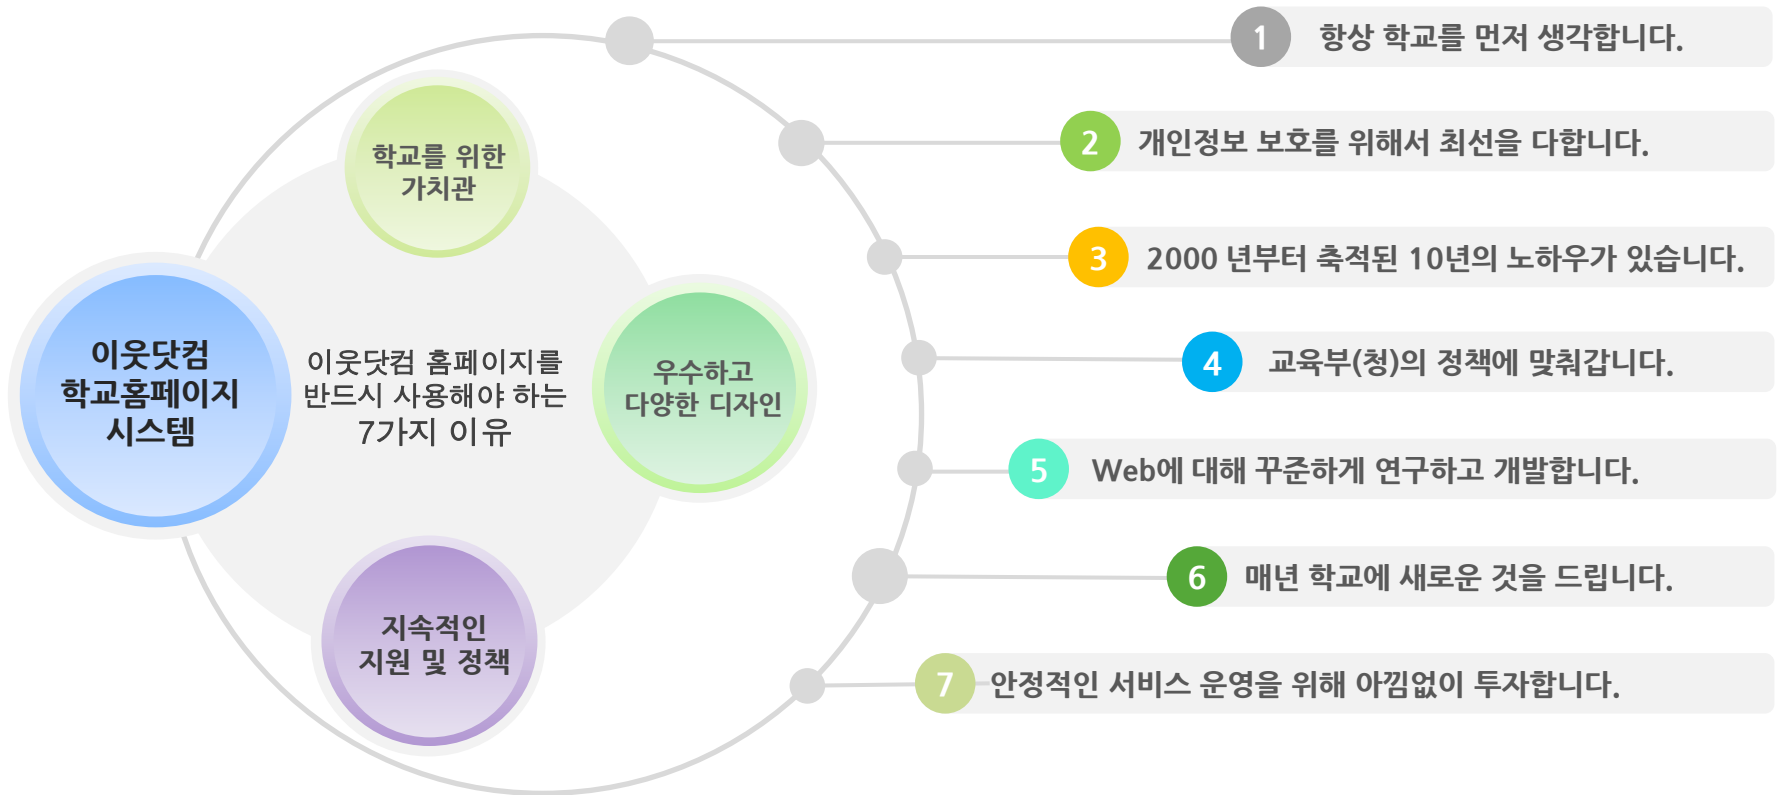 이웃닷컴
학교홈페이지
시스템
학교를 위한
가치관
이웃닷컴 홈페이지를
반드시 사용해야 하는
7가지 이유
우수하고
다양한 디자인
지속적인
지원 및 정책
1 항상 학교를 먼저 생각합니다.
2 개인정보 보호를 위해서 최선을 다합니다.
3 2000 년부터 축적된 10년의 노하우가 있습니다.
4 교육부(청)의 정책에 맞춰갑니다.
5 Web에 대해 꾸준하게 연구하고 개발합니다.
6 매년 학교에 새로운 것을 드립니다.
7 안정적인 서비스 운영을 위해 아낌없이 투자합니다.